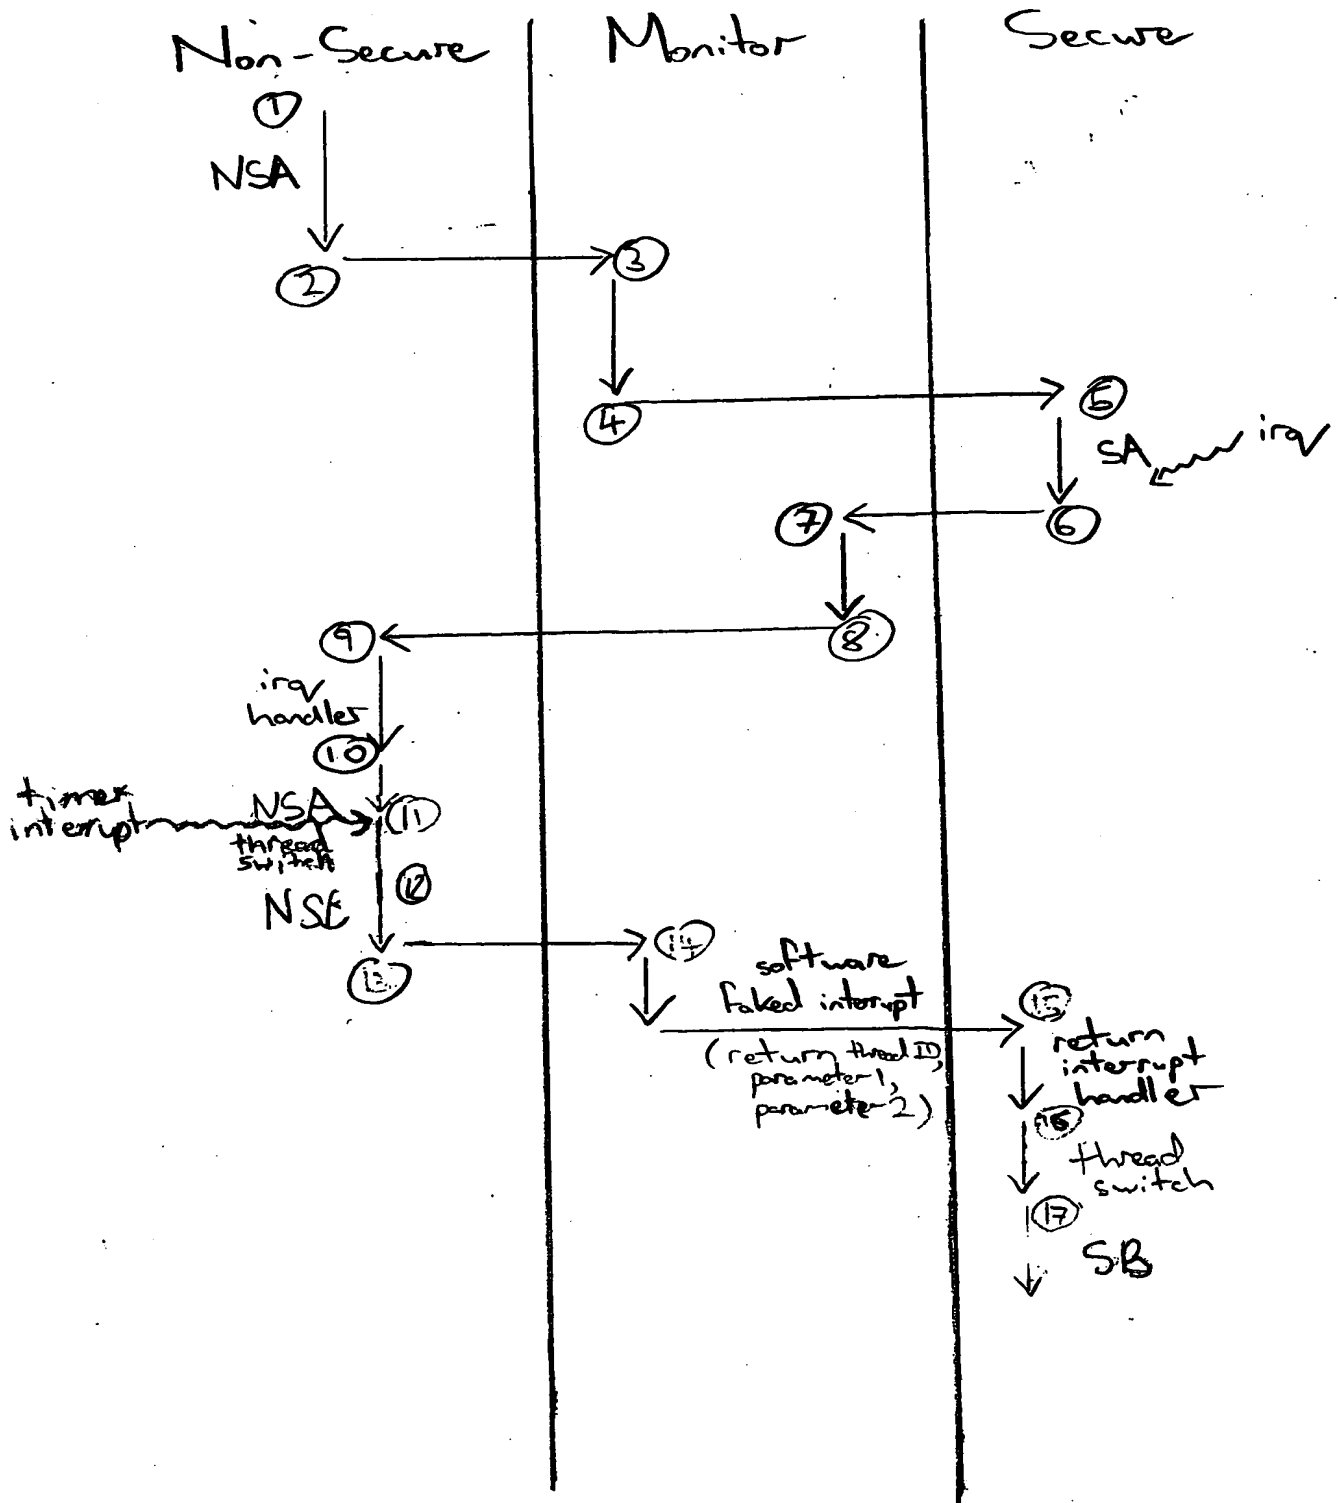 Non-Secure
Monitor
Secure
1
NSA
2
3
4
5
SA
irq
6
7
8
9
irq
handler
10
timer
interrupt
NSA
11
thread
switch
12
13
14
software
faked interrupt
(return thread ID,
parameter 1,
parameter 2)
15
return
interrupt
handler
16
thread
switch
17
SB